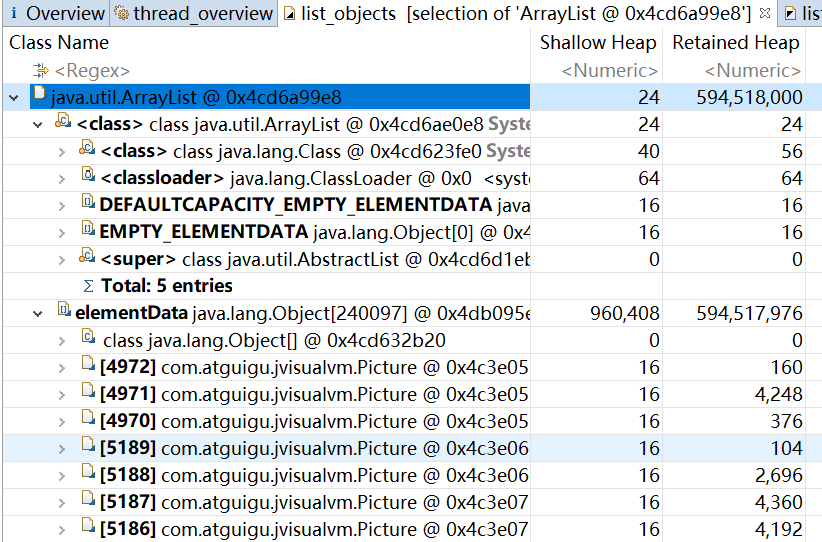 i Overview thread_overview list_objects [selection of 'ArrayList @ 0x4cd6a99e8'] list
Class Name Shallow Heap Retained Heap
<Regex> <Numeric> <Numeric>
java.util.ArrayList @ 0x4cd6a99e8 24 594,518,000
<class> class java.util.ArrayList @ 0x4cd6ae0e8 Syste 24 24
<class> class java.lang.Class @ 0x4cd623fe0 Syste 40 56
<classloader> java.lang.ClassLoader @ 0x0 <syst 64 64
DEFAULTCAPACITY_EMPTY_ELEMENTDATA java 16 16
EMPTY_ELEMENTDATA java.lang.Object[0] @ 0x4 16 16
<super> class java.util.AbstractList @ 0x4cd6d1eb 0 0
Σ Total: 5 entries
elementData java.lang.Object[240097] @ 0x4db095e 960,408 594,517,976
class java.lang.Object[] @ 0x4cd632b20 0 0
[4972] com.atguigu.jvisualvm.Picture @ 0x4c3e05 16 160
[4971] com.atguigu.jvisualvm.Picture @ 0x4c3e05 16 4,248
[4970] com.atguigu.jvisualvm.Picture @ 0x4c3e05 16 376
[5189] com.atguigu.jvisualvm.Picture @ 0x4c3e06 16 104
[5188] com.atguigu.jvisualvm.Picture @ 0x4c3e06 16 2,696
[5187] com.atguigu.jvisualvm.Picture @ 0x4c3e07 16 4,360
[5186] com.atguigu.jvisualvm.Picture @ 0x4c3e07 16 4,192